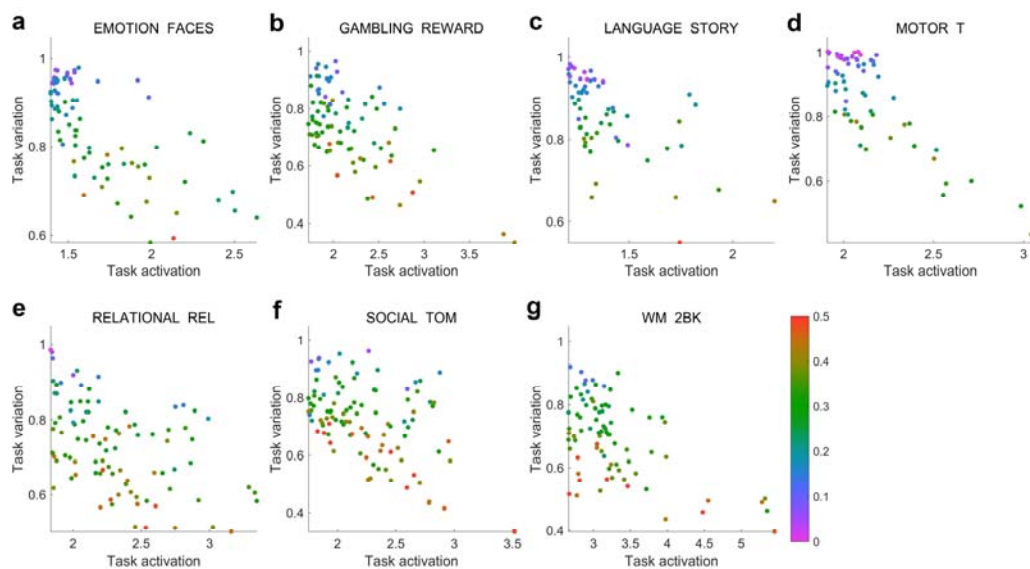 a
EMOTION FACES
Task variation
1
0.8
0.6
1.5 2 2.5
Task activation
b
GAMBLING REWARD
Task variation
1
0.8
0.6
0.4
2 2.5 3 3.5
Task activation
c
LANGUAGE STORY
Task variation
1
0.9
0.8
0.7
0.6
1.5 2
Task activation
d
MOTOR T
Task variation
1
0.8
0.6
2 2.5 3
Task activation
e
RELATIONAL REL
Task variation
1
0.8
0.6
2 2.5 3
Task activation
f
SOCIAL TOM
Task variation
1
0.8
0.6
0.4
2 2.5 3 3.5
Task activation
g
WM 2BK
Task variation
1
0.8
0.6
0.4
3 3.5 4 4.5 5
Task activation
0.5
0.4
0.3
0.2
0.1
0